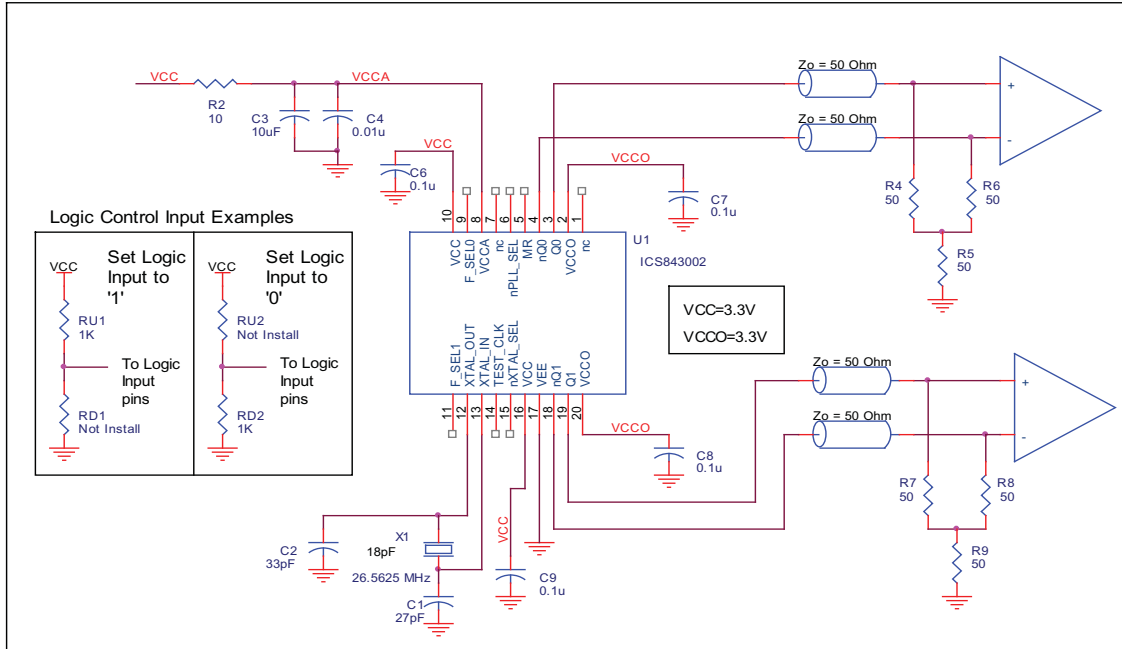 VCC
R2
10
VCCA
C3
10uF
C4
0.01u
VCC
C6
0.1u
VCCO
C7
0.1u
Zo = 50 Ohm
Zo = 50 Ohm
+
-
R4
50
R6
50
R5
50
Logic Control Input Examples
VCC
Set Logic
Input to
'1'
RU1
1K
To Logic
Input
pins
RD1
Not Install
VCC
Set Logic
Input to
'0'
RU2
Not Install
To Logic
Input
pins
RD2
1K
10
9
8
7
6
5
4
3
2
1
VCC
F_SEL0
VCCA
nc
nPLL_SEL
MR
nQ0
Q0
VCCO
nc
U1
ICS843002
F_SEL1
XTAL_OUT
XTAL_IN
TEST_CLK
nXTAL_SEL
VCC
VEE
nQ1
Q1
VCCO
11
12
13
14
15
16
17
18
19
20
VCC=3.3V
VCCO=3.3V
VCCO
C8
0.1u
Zo = 50 Ohm
Zo = 50 Ohm
+
-
R7
50
R8
50
R9
50
C2
33pF
X1
18pF
26.5625 MHz
C1
27pF
VCC
C9
0.1u